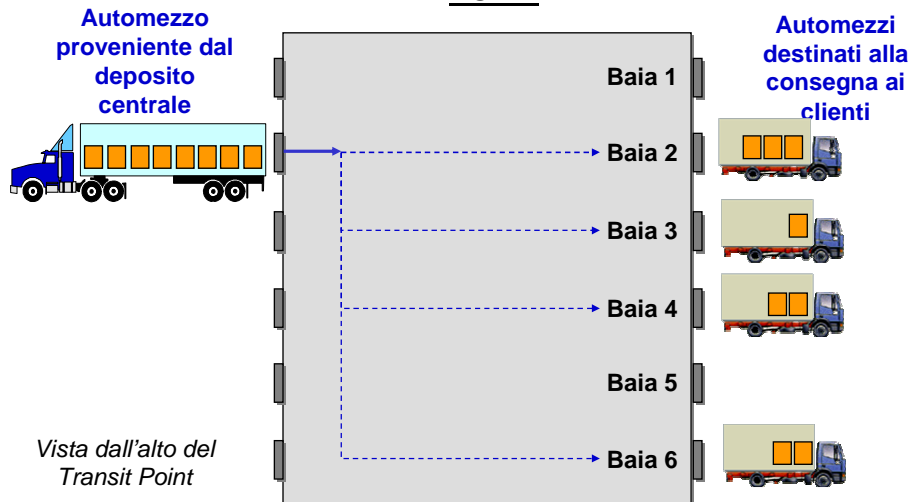 Automezzo
proveniente dal
deposito
centrale
Automezzi
destinati alla
consegna ai
clienti
Baia 1
Baia 2
Baia 3
Baia 4
Baia 5
Baia 6
Vista dall'alto del
Transit Point